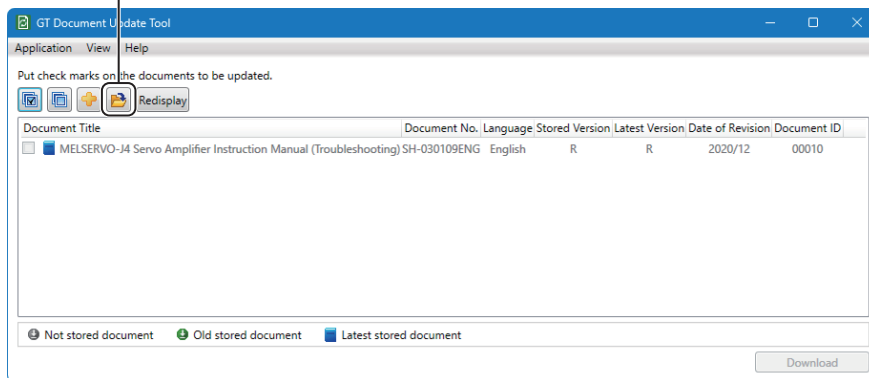 GT Document Update Tool
Application View Help
Put check marks on the documents to be updated.
Redisplay
Document Title Document No. Language Stored Version Latest Version Date of Revision Document ID
MELSERVO-J4 Servo Amplifier Instruction Manual (Troubleshooting) SH-030109ENG English R R 2020/12 00010
Not stored document Old stored document Latest stored document
Download